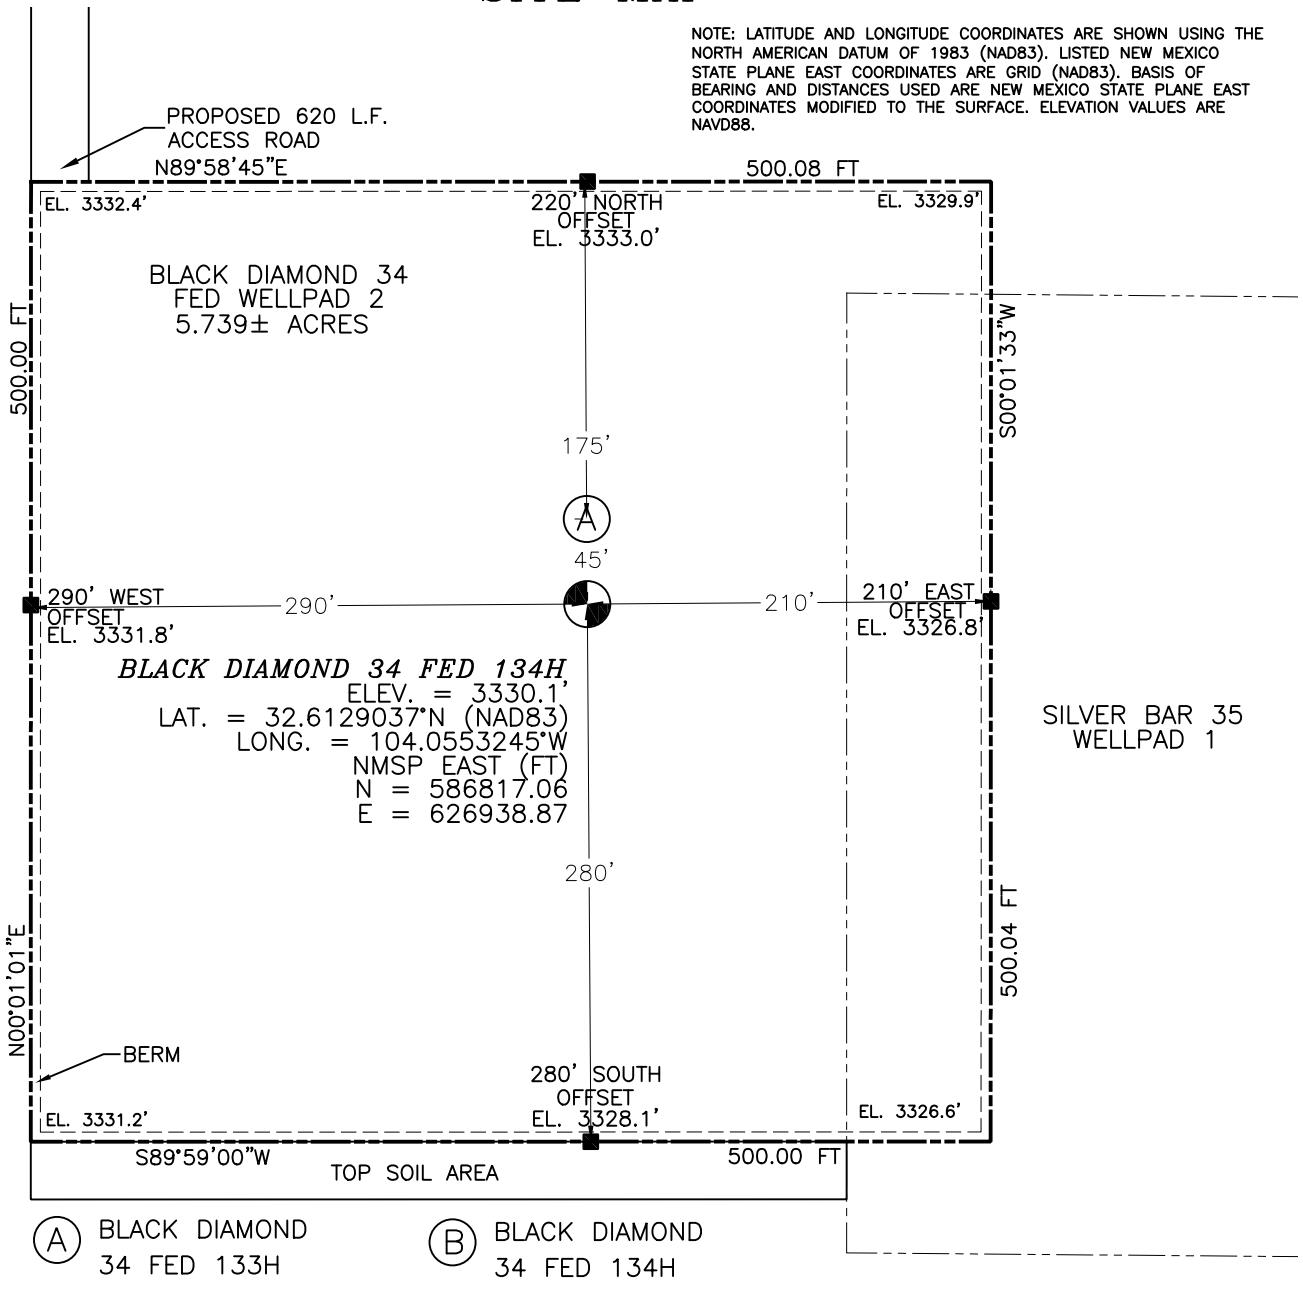 NOTE: LATITUDE AND LONGITUDE COORDINATES ARE SHOWN USING THE
NORTH AMERICAN DATUM OF 1983 (NAD83). LISTED NEW MEXICO
STATE PLANE EAST COORDINATES ARE GRID (NAD83). BASIS OF
BEARING AND DISTANCES USED ARE NEW MEXICO STATE PLANE EAST
COORDINATES MODIFIED TO THE SURFACE. ELEVATION VALUES ARE
NAVD88.
PROPOSED 620 L.F.
ACCESS ROAD
N89°58'45"E
500.08 FT
EL. 3332.4'
220' NORTH
OFFSET
EL. 3333.0'
EL. 3329.9'
BLACK DIAMOND 34
FED WELLPAD 2
5.739± ACRES
500.00 FT
S00°01'33"W
175'
A
45'
290' WEST
OFFSET
EL. 3331.8'
290'
210'
210' EAST
OFFSET
EL. 3326.8'
BLACK DIAMOND 34 FED 134H
ELEV. = 3330.1'
LAT. = 32.6129037°N (NAD83)
LONG. = 104.0553245°W
NMSP EAST (FT)
N = 586817.06
E = 626938.87
SILVER BAR 35
WELLPAD 1
280'
N00°01'01"E
500.04 FT
BERM
280' SOUTH
OFFSET
EL. 3328.1'
EL. 3331.2'
EL. 3326.6'
S89°59'00"W
500.00 FT
TOP SOIL AREA
A
BLACK DIAMOND
34 FED 133H
B
BLACK DIAMOND
34 FED 134H